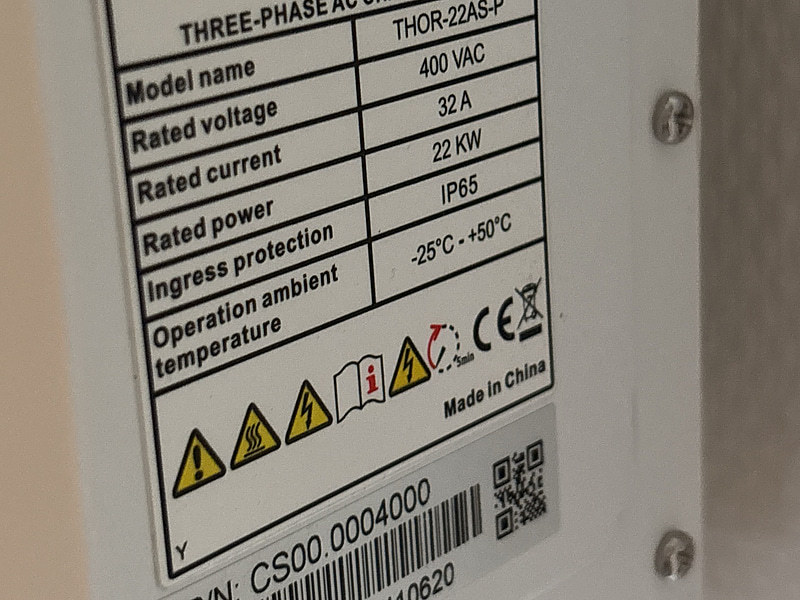 THREE-PHASE AC
Model name THOR-22AS-P
Rated voltage 400 VAC
Rated current 32 A
Rated power 22 KW
Ingress protection IP65
Operation ambient
temperature -25°C - +50°C
5min
CE
Made in China
Y
P/N: CS00.0004000
10620